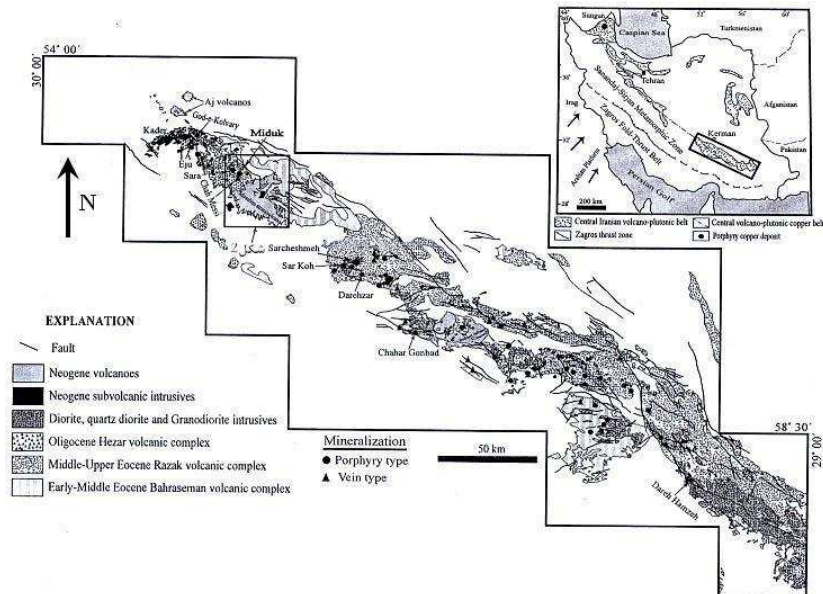 54° 00'
30° 00'
Aj volcanos
God-e-Kolvary
Kader
Miduk
Eju
Sara
N
شکل 2
Sarcheshmeh
Sar Koh
Darehzar
Chahar Gonbad
Dareh Hamzeh
58° 30'
29° 00'
EXPLANATION
Fault
Neogene volcanoes
Neogene subvolcanic intrusives
Diorite, quartz diorite and Granodiorite intrusives
Oligocene Hezar volcanic complex
Middle-Upper Eocene Razak volcanic complex
Early-Middle Eocene Bahraseman volcanic complex
Mineralization
Porphyry type
Vein type
50 km
Sungun
Caspian Sea
Turkmenistan
Tehran
Sanandaj-Sirjan Metamorphic Zone
Zagros Fold-Thrust Belt
Iraq
Afghanistan
Kerman
Pakistan
Arabian Platform
Persian Golf
200 km
Central Iranian volcano-plutonic belt
Central volcano-plutonic copper belt
Zagros thrust zone
Porphyry copper deposit